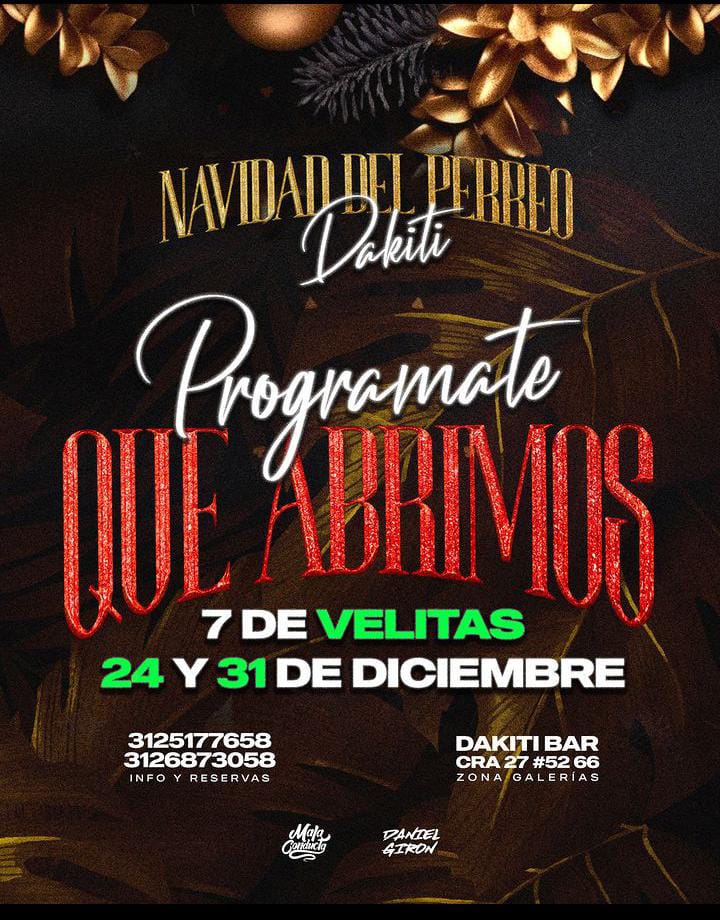 NAVIDAD DEL PERREO
Dakiti
Programate
QUE ABRIMOS
7 DE VELITAS
24 Y 31 DE DICIEMBRE
3125177658
3126873058
INFO Y RESERVAS
DAKITI BAR
CRA 27 #52 66
ZONA GALERÍAS
Mala
Conducta
DANIEL
GIRON